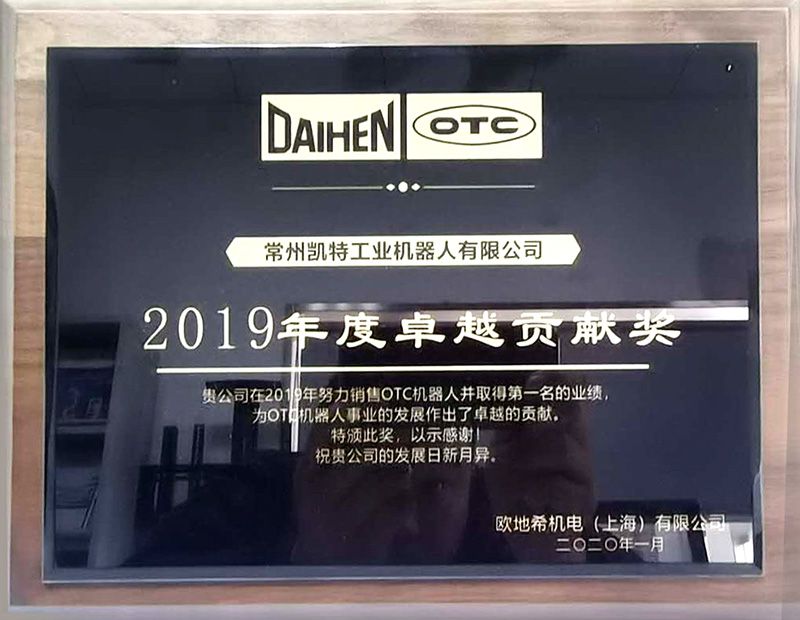 DAIHEN OTC
常州凯特工业机器人有限公司
2019年度卓越贡献奖
贵公司在2019年努力销售OTC机器人并取得第一名的业绩，
为OTC机器人事业的发展作出了卓越的贡献。
特颁此奖，以示感谢！
祝贵公司的发展日新月异。
欧地希机电（上海）有限公司
二〇二〇年一月